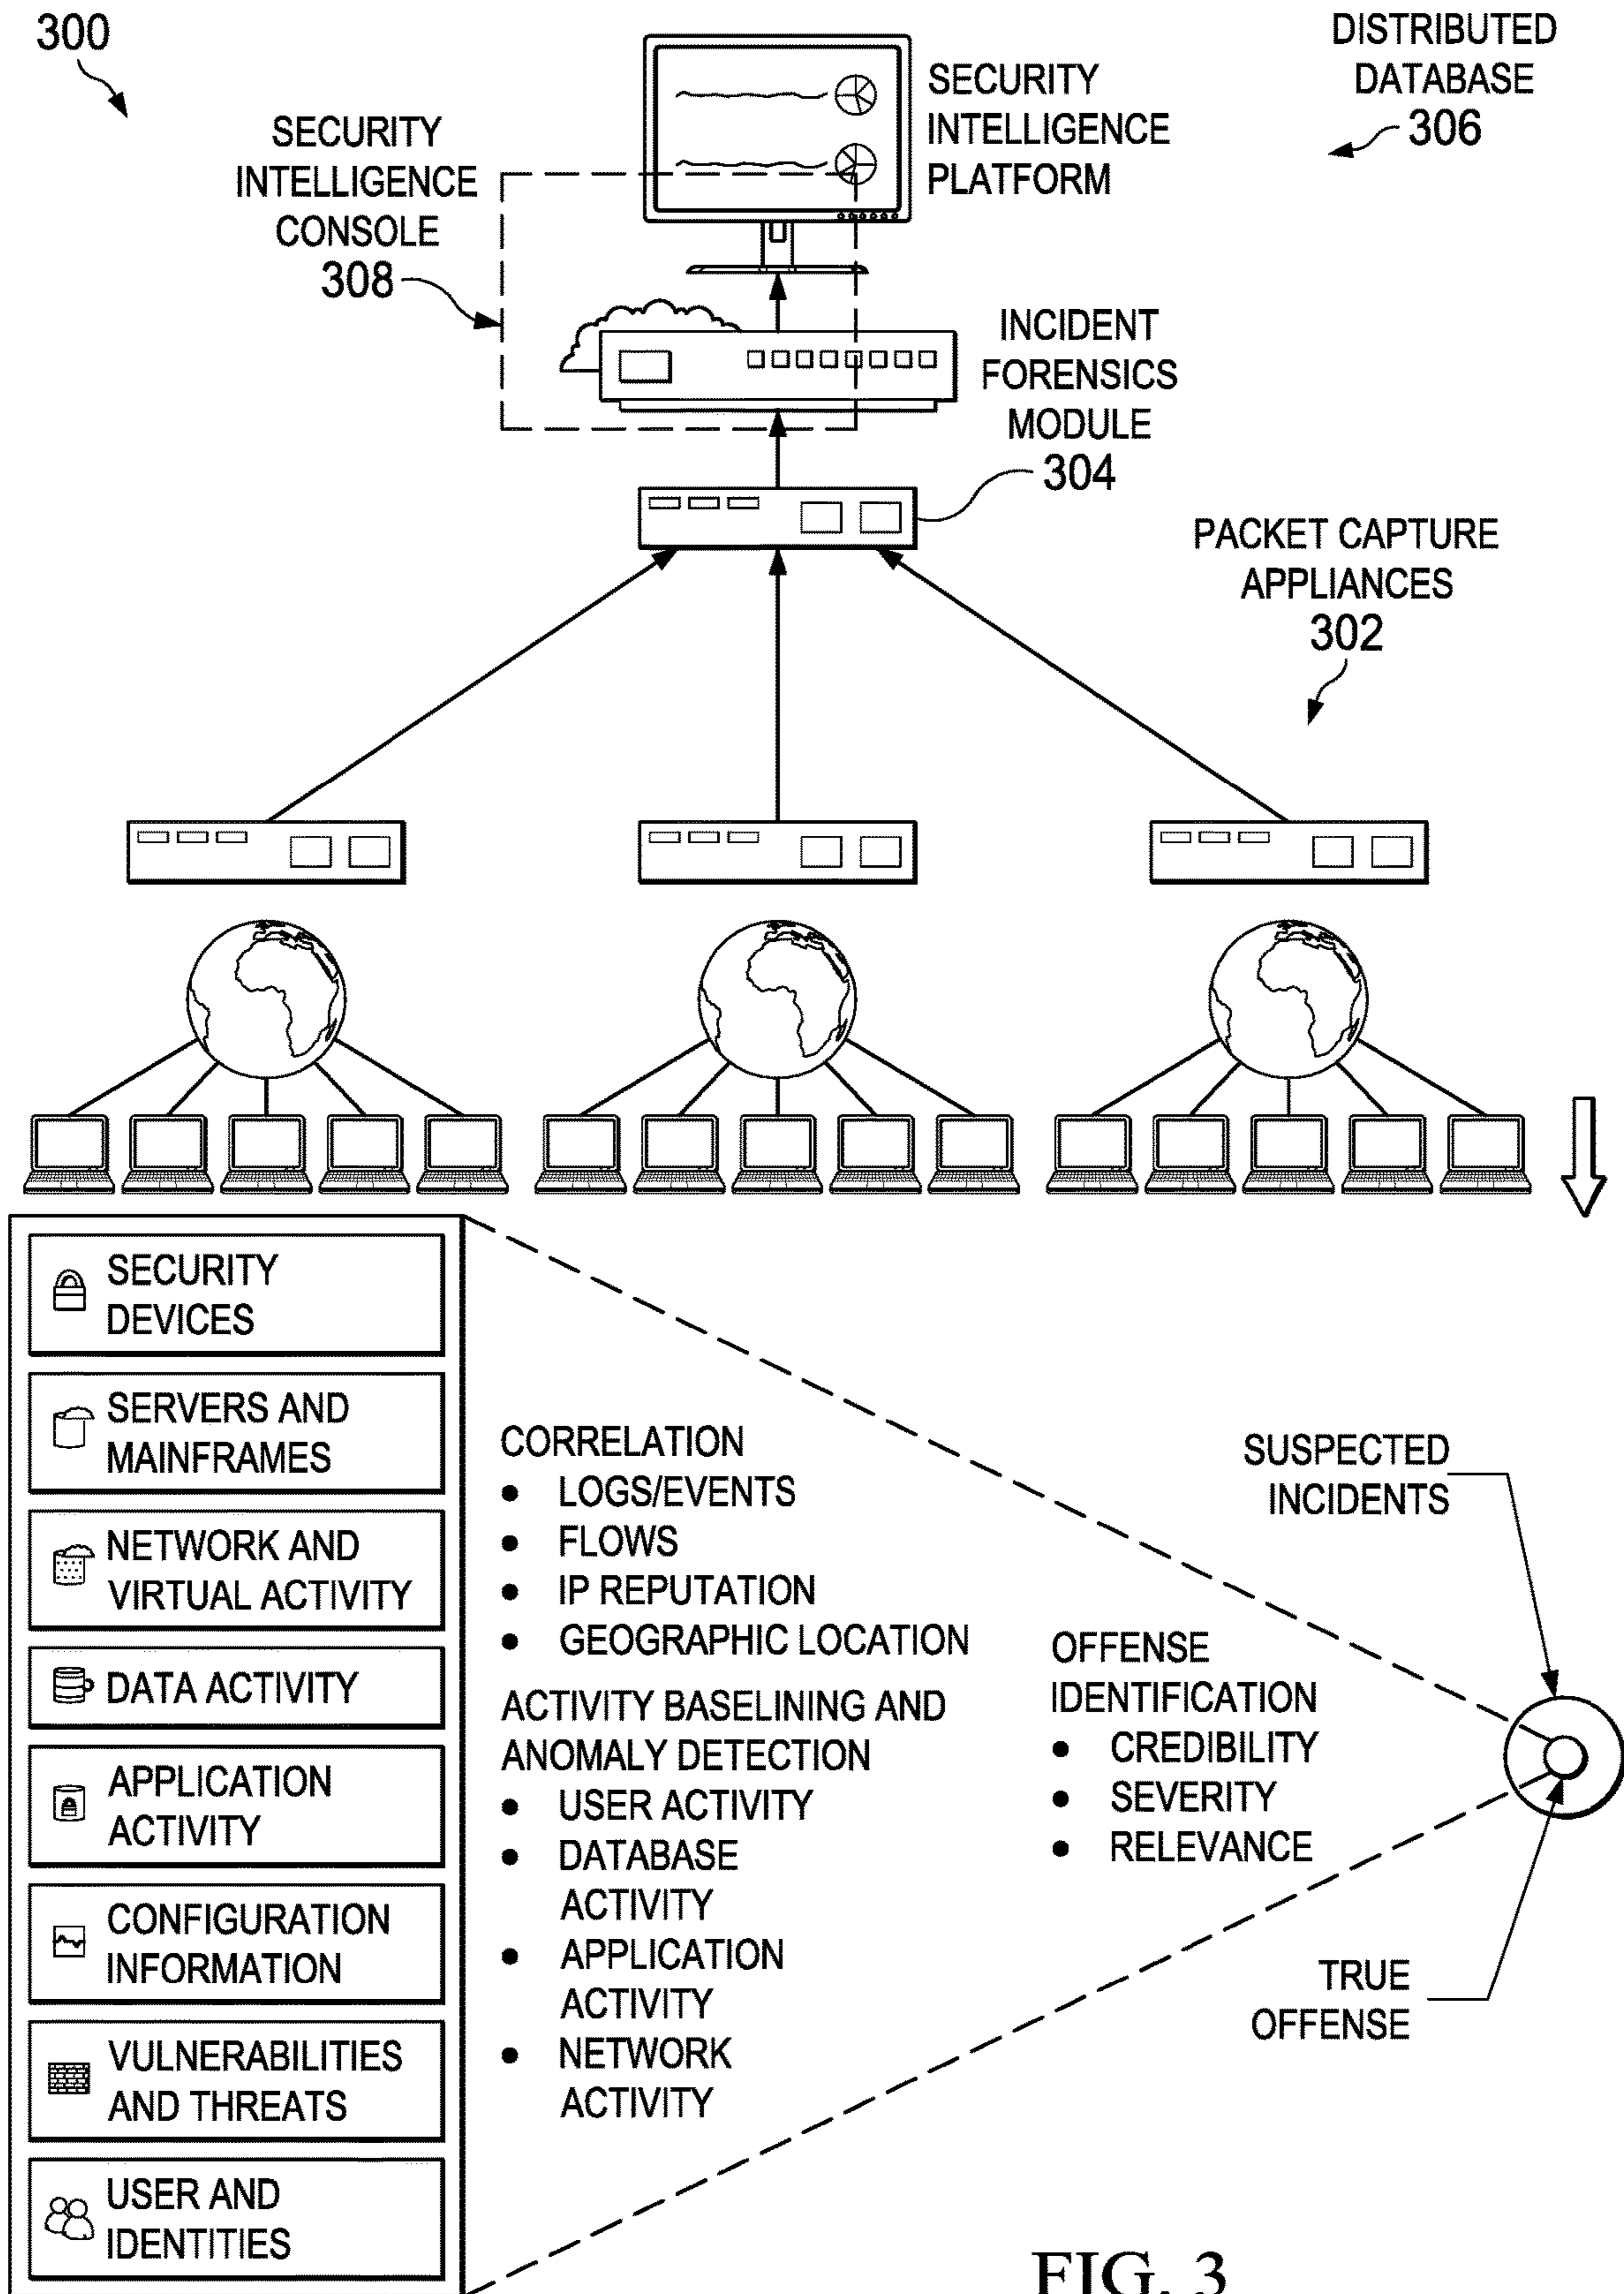 300
DISTRIBUTED
DATABASE
306
SECURITY
INTELLIGENCE
PLATFORM
SECURITY
INTELLIGENCE
CONSOLE
308
INCIDENT
FORENSICS
MODULE
304
PACKET CAPTURE
APPLIANCES
302
SECURITY
DEVICES
SERVERS AND
MAINFRAMES
NETWORK AND
VIRTUAL ACTIVITY
DATA ACTIVITY
APPLICATION
ACTIVITY
CONFIGURATION
INFORMATION
VULNERABILITIES
AND THREATS
USER AND
IDENTITIES
CORRELATION
• LOGS/EVENTS
• FLOWS
• IP REPUTATION
• GEOGRAPHIC LOCATION
ACTIVITY BASELINING AND
ANOMALY DETECTION
• USER ACTIVITY
• DATABASE
ACTIVITY
• APPLICATION
ACTIVITY
• NETWORK
ACTIVITY
OFFENSE
IDENTIFICATION
• CREDIBILITY
• SEVERITY
• RELEVANCE
SUSPECTED
INCIDENTS
TRUE
OFFENSE
FIG. 3